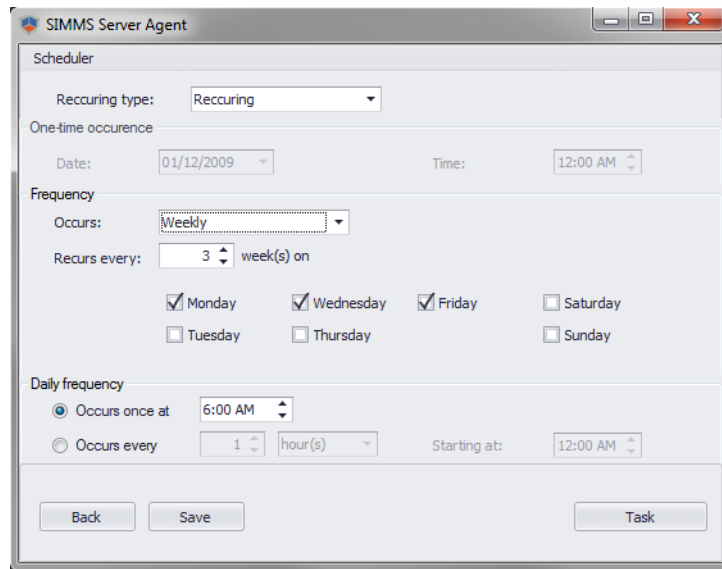 SIMMS Server Agent
Scheduler
Reccuring type: Reccuring
One-time occurence
Date: 01/12/2009 Time: 12:00 AM
Frequency
Occurs: Weekly
Recurs every: 3 week(s) on
Monday Wednesday Friday Saturday
Tuesday Thursday Sunday
Daily frequency
Occurs once at 6:00 AM
Occurs every 1 hour(s) Starting at: 12:00 AM
Back Save Task